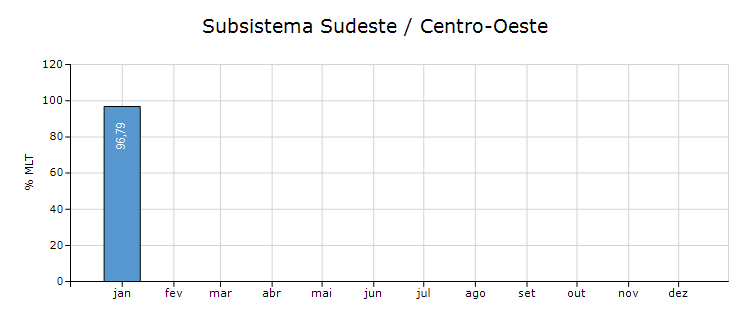 Subsistema Sudeste / Centro-Oeste
120
100
80
60
40
20
0
% MLT
96,79
jan fev mar abr mai jun jul ago set out nov dez